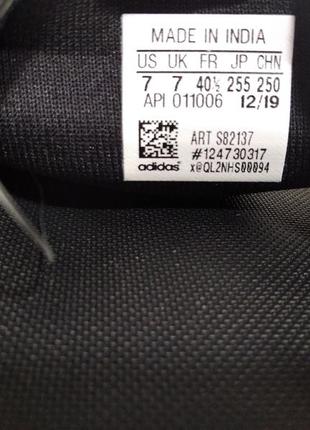 MADE IN INDIA
US UK FR JP CHN
7 7 40½ 255 250
API 011006 12/19
ART S82137
#124730317
adidas x@QL2NHS00094